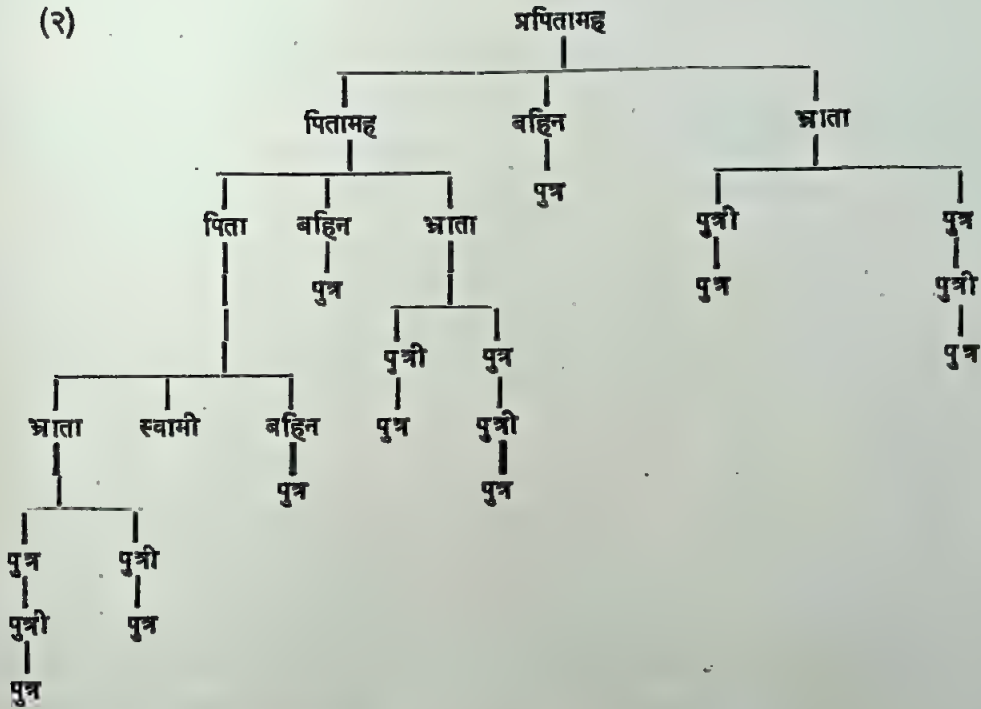 (२) प्रपितामह
पितामह बहिन भ्राता
पुत्र
पिता बहिन भ्राता पुत्री पुत्र
पुत्र पुत्र पुत्री
पुत्री पुत्र पुत्र
भ्राता स्वामी बहिन पुत्र पुत्री
पुत्र पुत्र
पुत्र पुत्री
पुत्री पुत्र
पुत्र